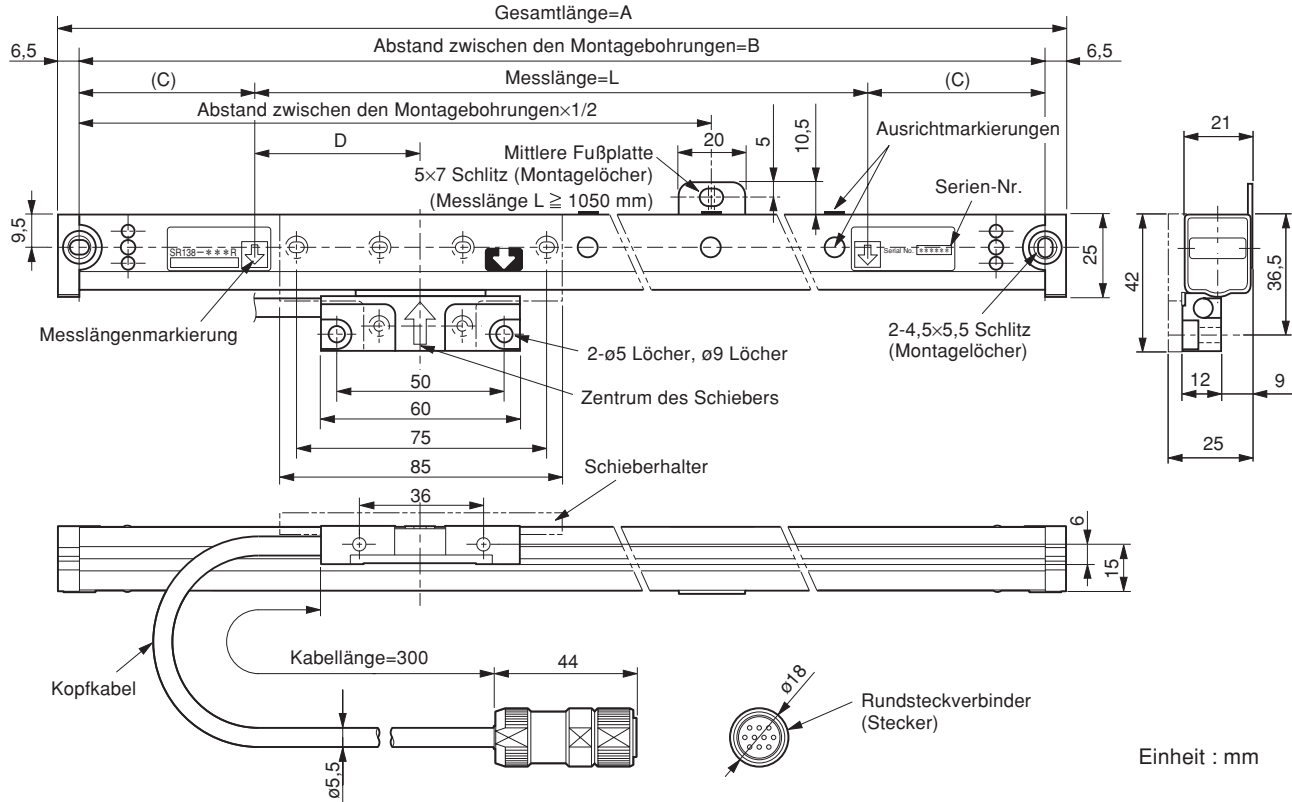 Gesamtlänge=A
6,5
Abstand zwischen den Montagebohrungen=B
6,5
(C)
Messlänge=L
(C)
Abstand zwischen den Montagebohrungen×1/2
Ausrichtmarkierungen
D
Mittlere Fußplatte
5×7 Schlitz (Montagelöcher)
(Messlänge L ≧ 1050 mm)
20
5
10,5
Serien-Nr.
21
9,5
SR138-＊＊＊R
Serial No. ＊＊＊＊＊＊
25
42
36,5
Messlängenmarkierung
2-ø5 Löcher, ø9 Löcher
2-4,5×5,5 Schlitz
(Montagelöcher)
50
Zentrum des Schiebers
12
9
60
75
25
85
Schieberhalter
36
6
15
Kabellänge=300
44
Kopfkabel
ø18
Rundsteckverbinder
(Stecker)
ø5,5
Einheit : mm